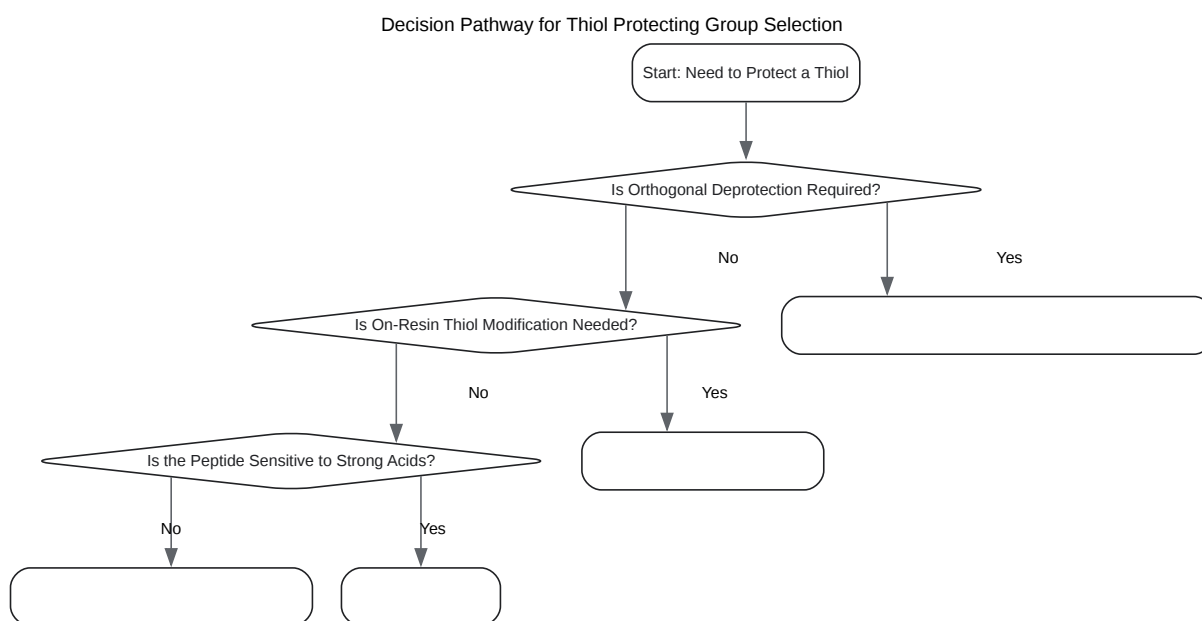 Decision Pathway for Thiol Protecting Group Selection
Start: Need to Protect a Thiol
Is Orthogonal Deprotection Required?
No
Yes
Is On-Resin Thiol Modification Needed?
No
Yes
Is the Peptide Sensitive to Strong Acids?
No
Yes